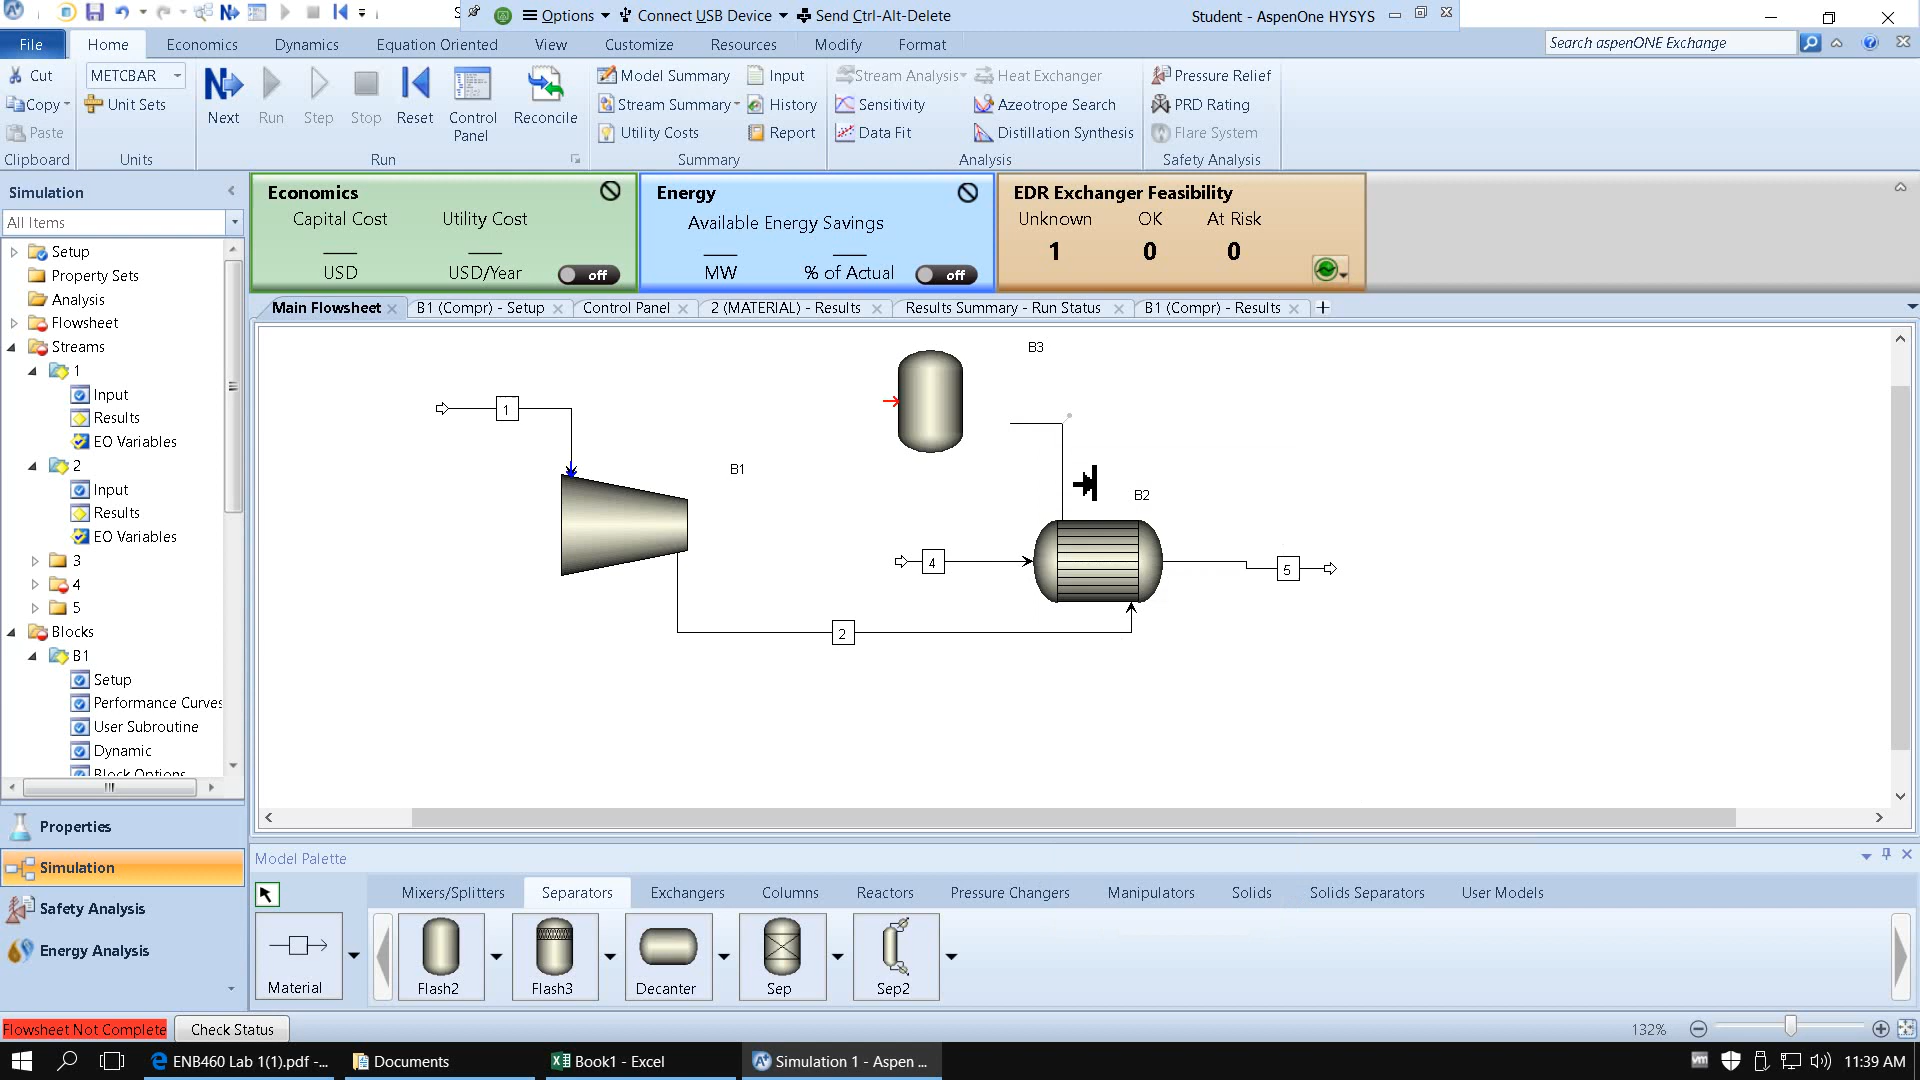 S
Options
Connect USB Device
Send Ctrl-Alt-Delete
Student - AspenOne HYSYS
File
Home
Economics
Dynamics
Equation Oriented
View
Customize
Resources
Modify
Format
Search aspenONE Exchange
Cut
METCBAR
Copy
Unit Sets
Paste
Clipboard
Units
Next
Run
Step
Stop
Reset
Control Panel
Reconcile
Run
Model Summary
Input
Stream Summary
History
Utility Costs
Report
Summary
Stream Analysis
Heat Exchanger
Sensitivity
Azeotrope Search
Data Fit
Distillation Synthesis
Analysis
Pressure Relief
PRD Rating
Flare System
Safety Analysis
Simulation
All Items
Economics
Capital Cost
Utility Cost
USD
USD/Year
off
Energy
Available Energy Savings
MW
% of Actual
off
EDR Exchanger Feasibility
Unknown
OK
At Risk
1
0
0
Main Flowsheet
B1 (Compr) - Setup
Control Panel
2 (MATERIAL) - Results
Results Summary - Run Status
B1 (Compr) - Results
Setup
Property Sets
Analysis
Flowsheet
Streams
1
Input
Results
EO Variables
2
Input
Results
EO Variables
3
4
5
Blocks
B1
Setup
Performance Curves
User Subroutine
Dynamic
Block Options
B3
1
B1
B2
4
5
2
Properties
Simulation
Safety Analysis
Energy Analysis
Model Palette
Mixers/Splitters
Separators
Exchangers
Columns
Reactors
Pressure Changers
Manipulators
Solids
Solids Separators
User Models
Material
Flash2
Flash3
Decanter
Sep
Sep2
Flowsheet Not Complete
Check Status
132%
ENB460 Lab 1(1).pdf -...
Documents
Book1 - Excel
Simulation 1 - Aspen ...
vm
11:39 AM